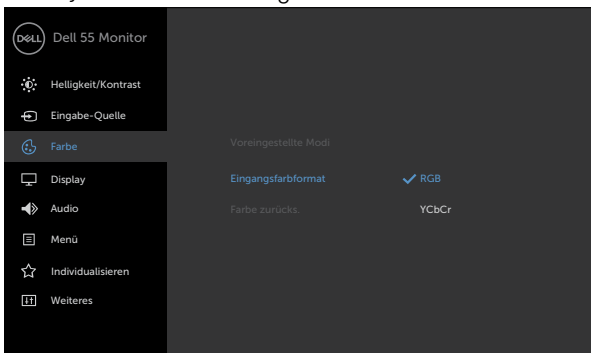 DELL
Dell 55 Monitor
Helligkeit/Kontrast
Eingabe-Quelle
Farbe
Voreingestellte Modi
Display
Eingangsfarbformat
RGB
Audio
Farbe zurücks.
YCbCr
Menü
Individualisieren
Weiteres